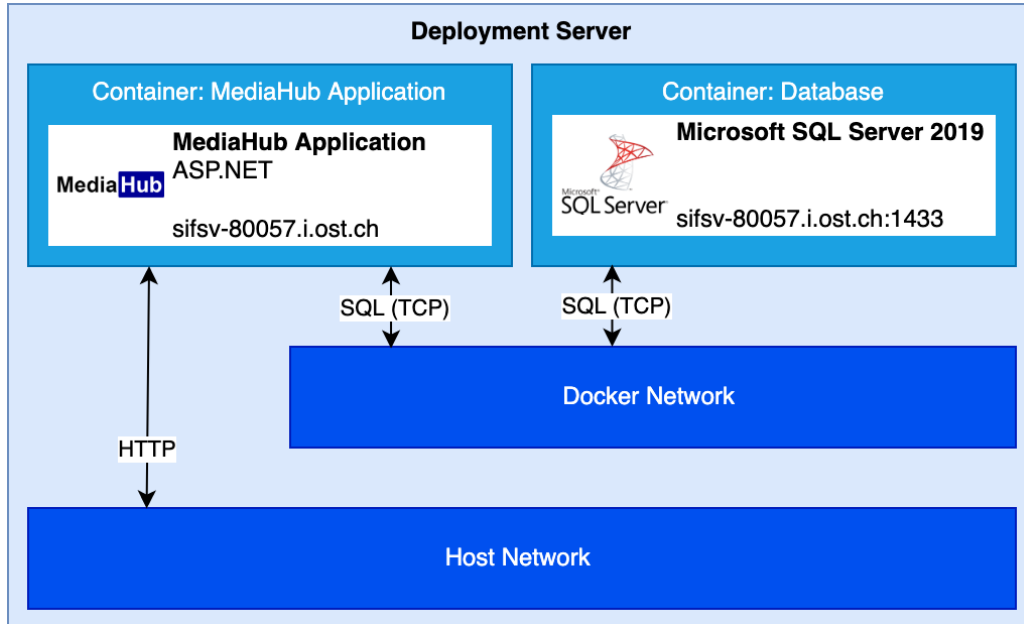 Deployment Server
Container: MediaHub Application
MediaHub Application
ASP.NET
MediaHub
sifsv-80057.i.ost.ch
Container: Database
Microsoft SQL Server 2019
Microsoft®
SQL Server®
sifsv-80057.i.ost.ch:1433
SQL (TCP)
SQL (TCP)
Docker Network
HTTP
Host Network